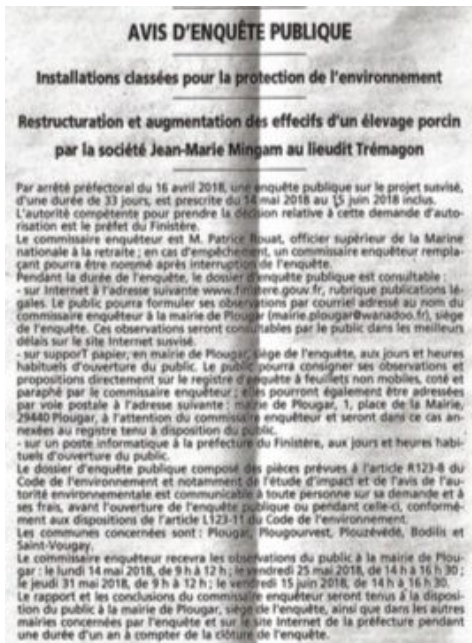 AVIS D'ENQUÊTE PUBLIQUE
Installations classées pour la protection de l'environnement
Restructuration et augmentation des effecifs d'un élevage porcin
par la société Jean-Marie Mingam au lieudit Trémagon
Par arrêté préfectoral du 16 avril 2018, une enquête publique sur le projet susvisé,
d'une durée de 33 jours, est prescrite du 14 mai 2018 au 15 juin 2018 inclus.
L'autorité compétente pour prendre la décision relative à cette demande d'auto-
risation est le préfet du Finistère.
Le commissaire enquêteur est M. Patrice Rouat, officier supérieur de la Marine
nationale à la retraite ; en cas d'empêchement, un commissaire enquêteur rempla-
çant pourra être nommé après interruption de l'enquête.
Pendant la durée de l'enquête, le dossier d'enquête publique est consultable :
- sur Internet à l'adresse suivante www.finistere.gouv.fr, rubrique publications lé-
gales. Le public pourra formuler ses observations par courriel adressé au nom du
commissaire enquêteur à la mairie de Plougar (mairie.plougar@wanadoo.fr), siège
de l'enquête. Ces observations seront consultables par le public dans les meilleurs
délais sur le site Internet susvisé.
- sur supporT papier, en mairie de Plougar, siège de l'enquête, aux jours et heures
habituels d'ouverture du public. Le public pourra consigner ses observations et
propositions directement sur le registre d'enquête à feuillets non mobiles, coté et
paraphé par le commissaire enquêteur ; elles pourront également être adressées
par voie postale à l'adresse suivante : mairie de Plougar, 1, place de la Mairie,
29440 Plougar, à l'attention du commissaire enquêteur et seront dans ce cas an-
nexées au registre tenu à disposition du public.
- sur un poste informatique à la préfecture du Finistère, aux jours et heures habi-
tuels d'ouverture du public.
Le dossier d'enquête publique composé des pièces prévues à l'article R123-8 du
Code de l'environnement et notamment de l'étude d'impact et de l'avis de l'au-
torité environnementale est communicable à toute personne sur sa demande et à
ses frais, avant l'ouverture de l'enquête publique ou pendant celle-ci, conformé-
ment aux dispositions de l'article L123-11 du Code de l'environnement.
Les communes concernées sont : Plougar, Plougourvest, Plouzévédé, Bodilis et
Saint-Vougay.
Le commissaire enquêteur recevra les observations du public à la mairie de Plou-
gar : le lundi 14 mai 2018, de 9 h à 12 h ; le vendredi 25 mai 2018, de 14 h à 16 h 30 ;
le jeudi 31 mai 2018, de 9 h à 12 h ; le vendredi 15 juin 2018, de 14 h à 16 h 30.
Le rapport et les conclusions du commissaire enquêteur seront tenus à la disposi-
tion du public à la mairie de Plougar, siège de l'enquête, ainsi que dans les autres
mairies concernées par l'enquête et sur le site Internet de la préfecture pendant
une durée d'un an à compter de la clôture de l'enquête.